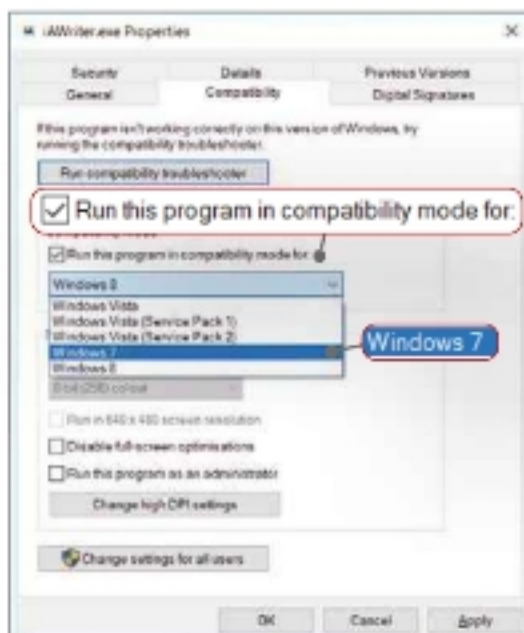 iAWriter.exe Properties
Security Details Previous Versions
General Compatibility Digital Signatures
If this program isn't working correctly on this version of Windows, try
running the compatibility troubleshooter.
Run compatibility troubleshooter
Run this program in compatibility mode for:
Compatibility mode
Run this program in compatibility mode for:
Windows 8
Windows Vista
Windows Vista (Service Pack 1)
Windows Vista (Service Pack 2)
Windows 7
Windows 7
Windows 8
8-bit (256) colour
Run in 640 x 480 screen resolution
Disable full-screen optimisations
Run this program as an administrator
Change high DPI settings
Change settings for all users
OK Cancel Apply